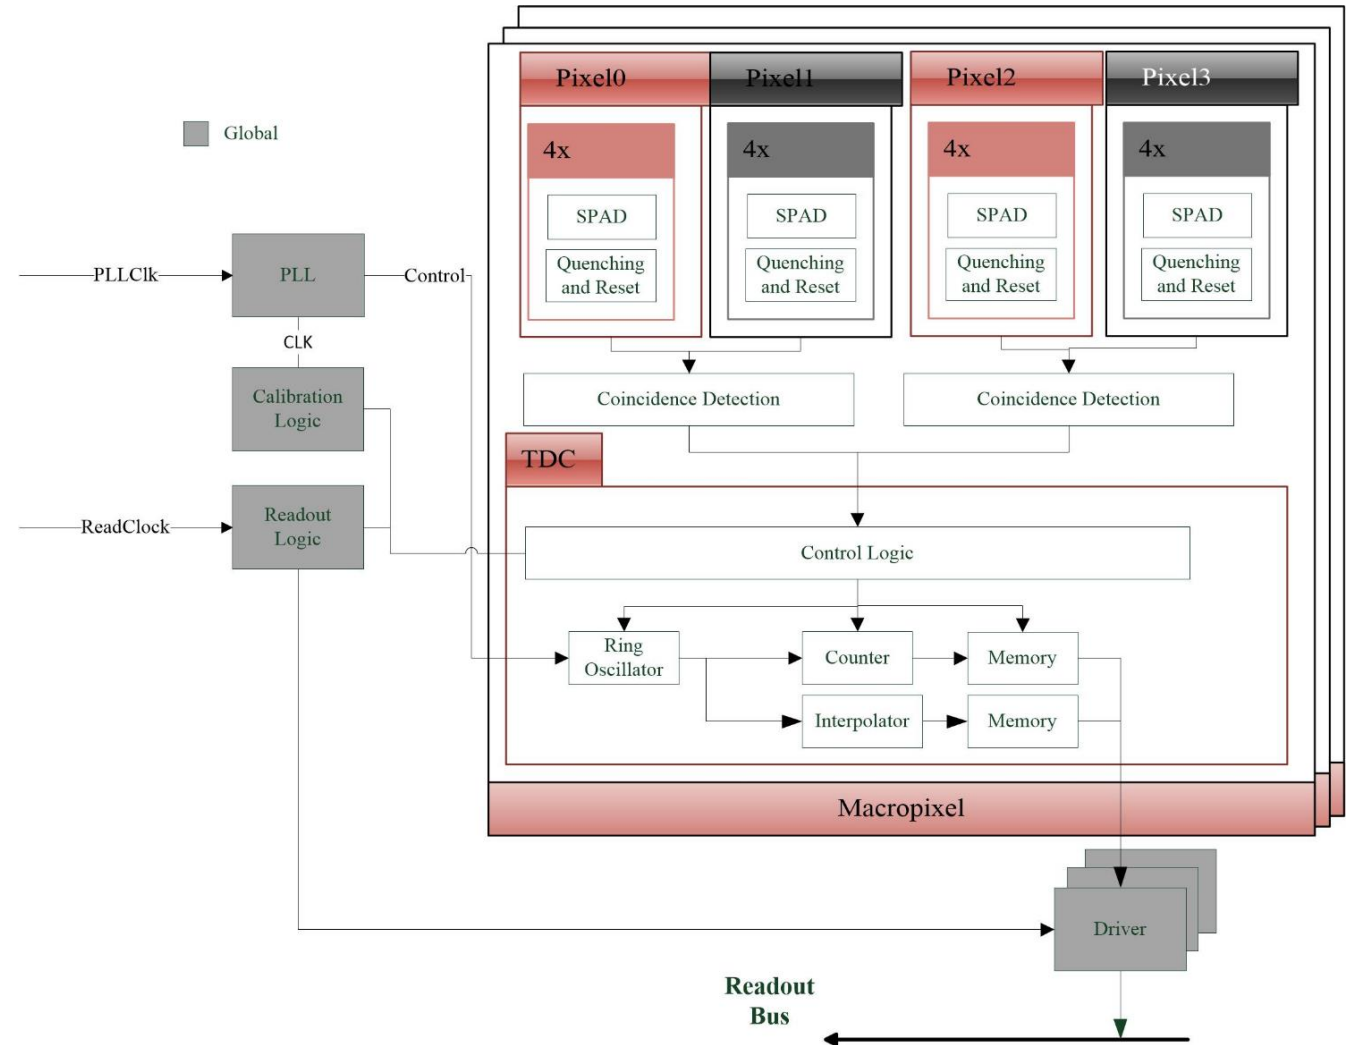 Pixel0
Pixel1
Pixel2
Pixel3
Global
4x
4x
4x
4x
SPAD
SPAD
SPAD
SPAD
Quenching
and Reset
Quenching
and Reset
Quenching
and Reset
Quenching
and Reset
PLLClk
PLL
Control
CLK
Calibration
Logic
Coincidence Detection
Coincidence Detection
TDC
ReadClock
Readout
Logic
Control Logic
Ring
Oscillator
Counter
Memory
Interpolator
Memory
Macropixel
Driver
Readout
Bus